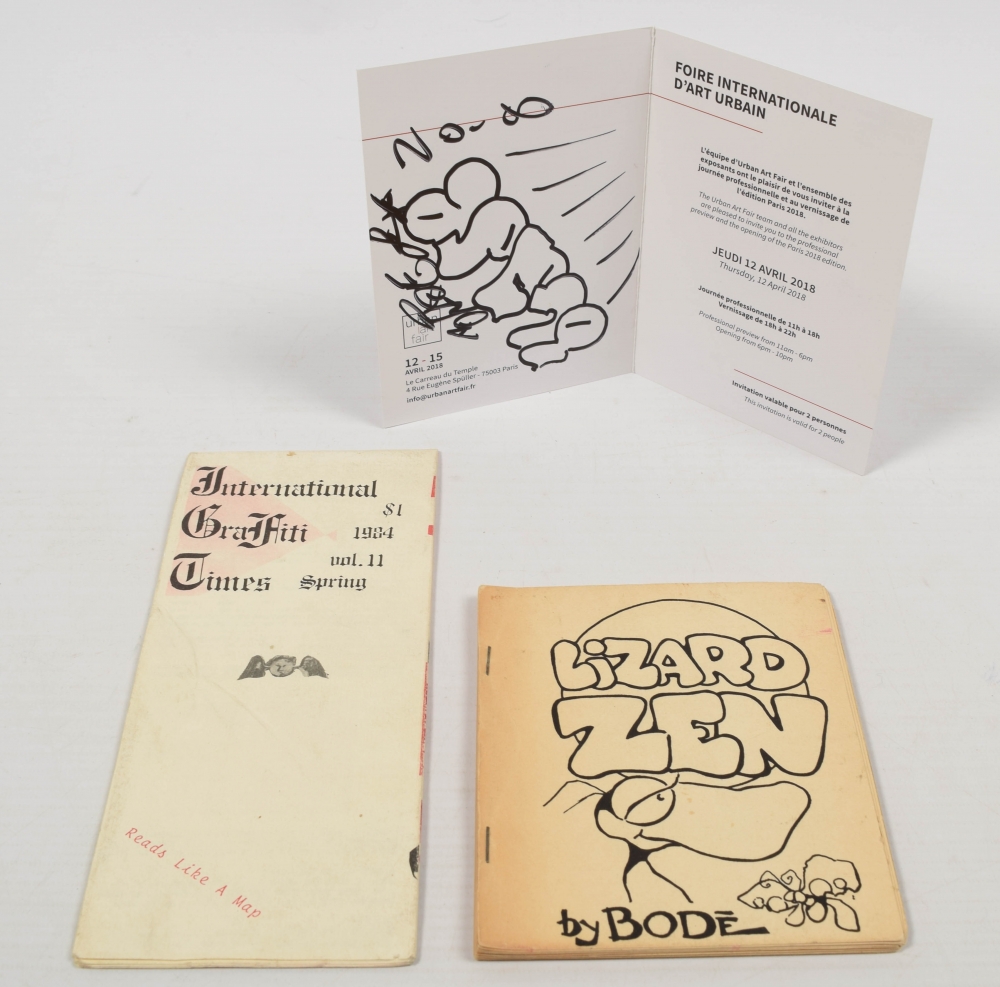 No-8
urban
art
fair
12 - 15
AVRIL 2018
Le Carreau du Temple
4 Rue Eugène Spüller - 75003 Paris
info@urbanartfair.fr
FOIRE INTERNATIONALE
D'ART URBAIN
L'équipe d'Urban Art Fair et l'ensemble des
exposants ont le plaisir de vous inviter à la
journée professionnelle et au vernissage de
l'édition Paris 2018.
The Urban Art Fair team and all the exhibitors
are pleased to invite you to the professional
preview and the opening of the Paris 2018 edition.
JEUDI 12 AVRIL 2018
Thursday, 12 April 2018
Journée professionnelle de 11h à 18h
Vernissage de 18h à 22h
Professional preview from 11am - 6pm
Opening from 6pm - 10pm
Invitation valable pour 2 personnes
This invitation is valid for 2 people
International
$1
Graffiti 1984
vol. 11
Times Spring
Reads Like A Map
LiZARD
ZEN
by BODĒ